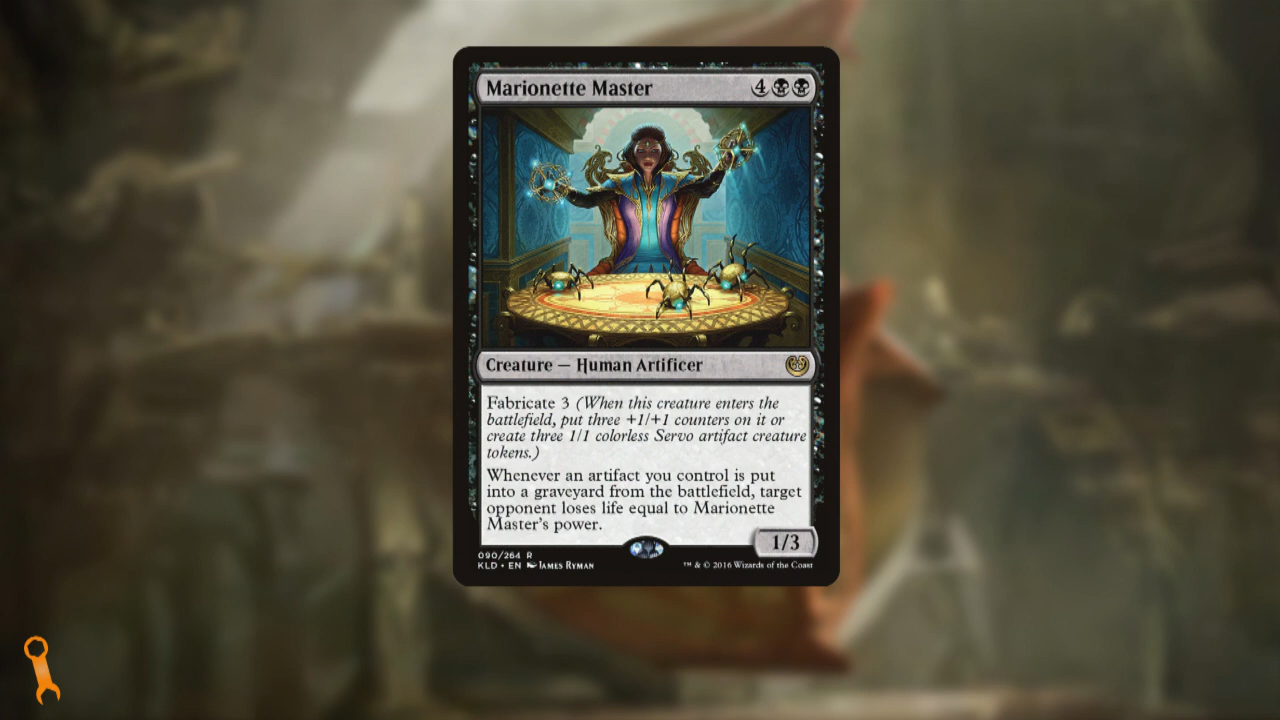 Marionette Master 4
Creature — Human Artificer
Fabricate 3 (When this creature enters the
battlefield, put three +1/+1 counters on it or
create three 1/1 colorless Servo artifact creature
tokens.)
Whenever an artifact you control is put
into a graveyard from the battlefield, target
opponent loses life equal to Marionette
Master's power.
1/3
090/264 R
KLD • EN James Ryman
™ & © 2016 Wizards of the Coast